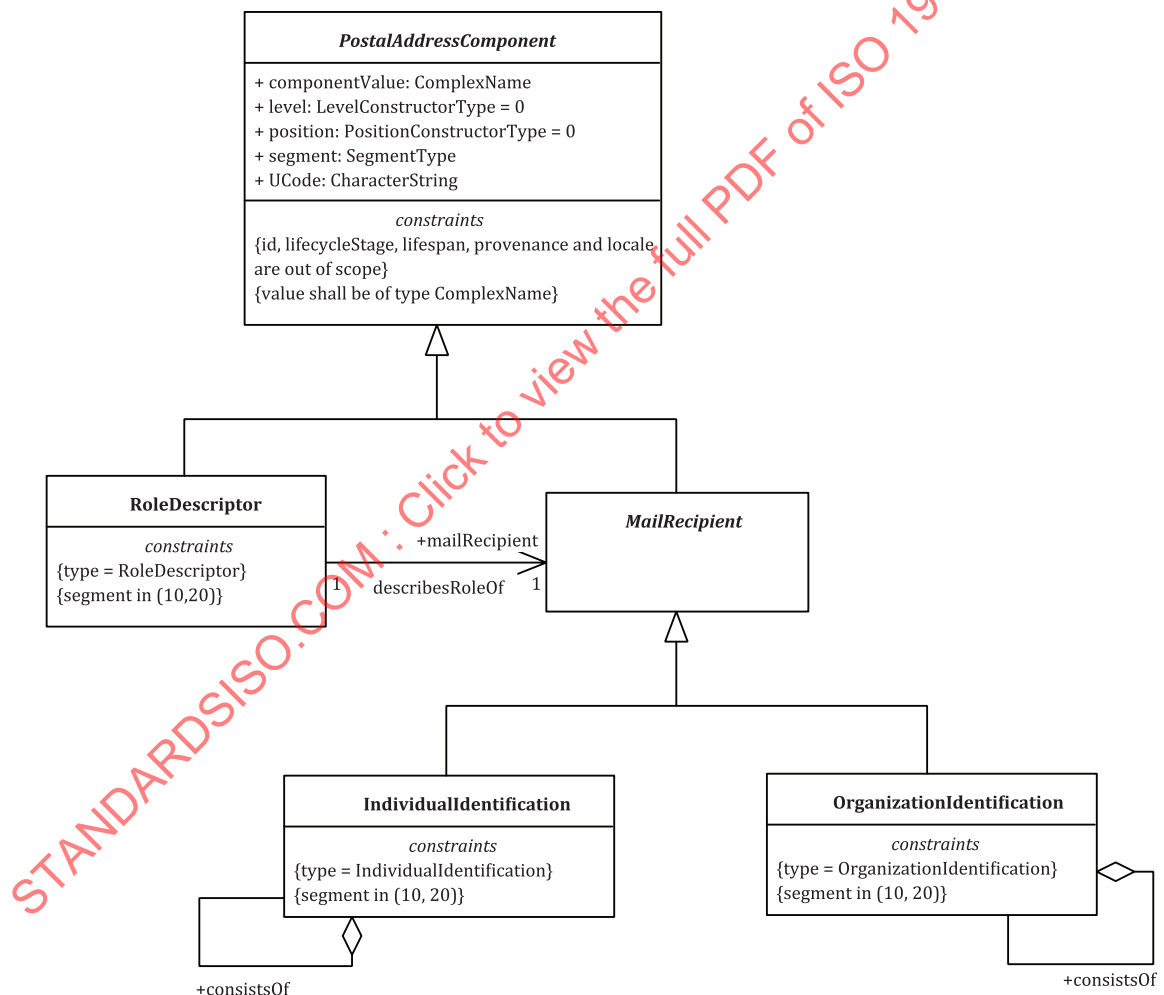 PostalAddressComponent
+ componentValue: ComplexName
+ level: LevelConstructorType = 0
+ position: PositionConstructorType = 0
+ segment: SegmentType
+ UCode: CharacterString
constraints
{id, lifecycleStage, lifespan, provenance and locale
are out of scope}
{value shall be of type ComplexName}
RoleDescriptor
constraints
{type = RoleDescriptor}
{segment in (10,20)}
+mailRecipient
1
describesRoleOf
1
MailRecipient
IndividualIdentification
constraints
{type = IndividualIdentification}
{segment in (10, 20)}
+consistsOf
OrganizationIdentification
constraints
{type = OrganizationIdentification}
{segment in (10, 20)}
+consistsOf
STANDARDSISO.COM : Click to view the full PDF of ISO 19